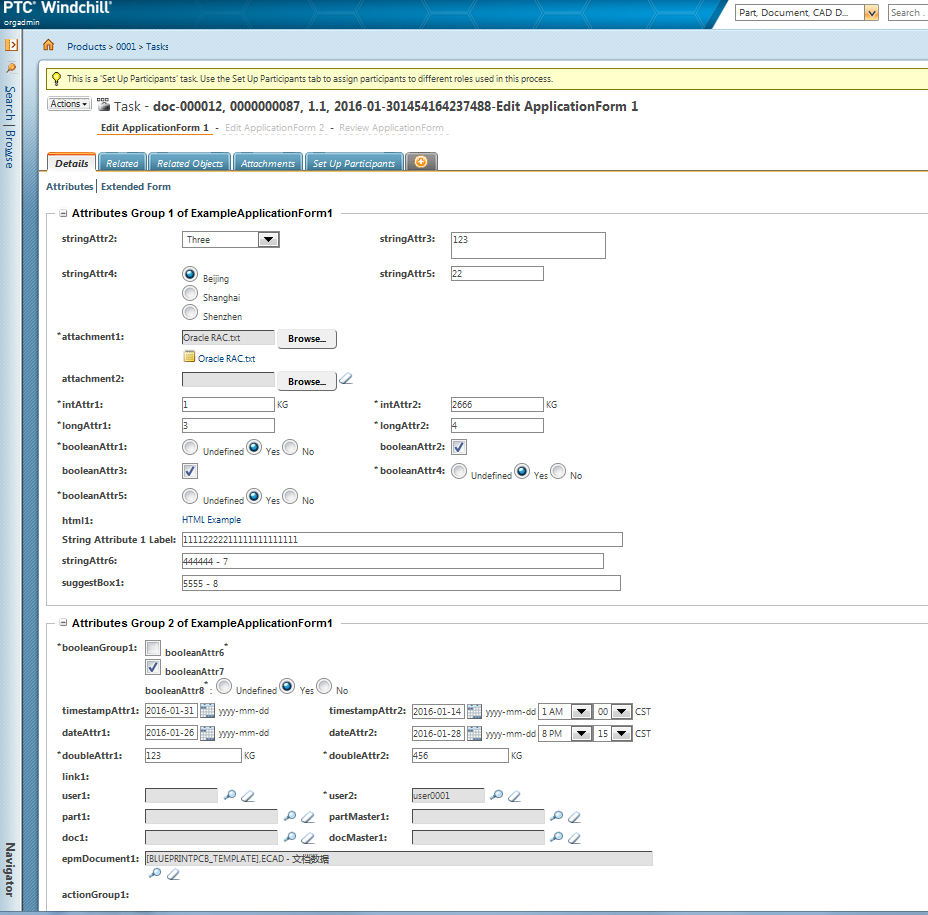 PTC® Windchill®
orgadmin
Part, Document, CAD D...
Search .
Products > 0001 > Tasks
Search | Browse
This is a 'Set Up Participants' task. Use the Set Up Participants tab to assign participants to different roles used in this process.
Actions Task - doc-000012, 0000000087, 1.1, 2016-01-301454164237488-Edit ApplicationForm 1
Edit ApplicationForm 1 - Edit ApplicationForm 2 - Review ApplicationForm
Details Related Related Objects Attachments Set Up Participants
Attributes | Extended Form
Attributes Group 1 of ExampleApplicationForm1
stringAttr2: Three stringAttr3: 123
stringAttr4: Beijing stringAttr5: 22
Shanghai
Shenzhen
*attachment1: Oracle RAC.txt Browse...
Oracle RAC.txt
attachment2: Browse...
*intAttr1: 1 KG *intAttr2: 2666 KG
*longAttr1: 3 *longAttr2: 4
*booleanAttr1: Undefined Yes No booleanAttr2:
booleanAttr3: *booleanAttr4: Undefined Yes No
*booleanAttr5: Undefined Yes No
html1: HTML Example
String Attribute 1 Label:
stringAttr6: 444444 - 7
suggestBox1: 5555 - 8
Attributes Group 2 of ExampleApplicationForm1
*booleanGroup1: booleanAttr6*
booleanAttr7
booleanAttr8* : Undefined Yes No
timestampAttr1: 2016-01-31 yyyy-mm-dd timestampAttr2: 2016-01-14 yyyy-mm-dd 1 AM 00 CST
dateAttr1: 2016-01-26 yyyy-mm-dd dateAttr2: 2016-01-28 yyyy-mm-dd 8 PM 15 CST
*doubleAttr1: 123 KG *doubleAttr2: 456 KG
link1:
user1: *user2: user0001
part1: partMaster1:
doc1: docMaster1:
epmDocument1: [BLUEPRINTPCB_TEMPLATE].ECAD - 文档数据
actionGroup1:
Navigator